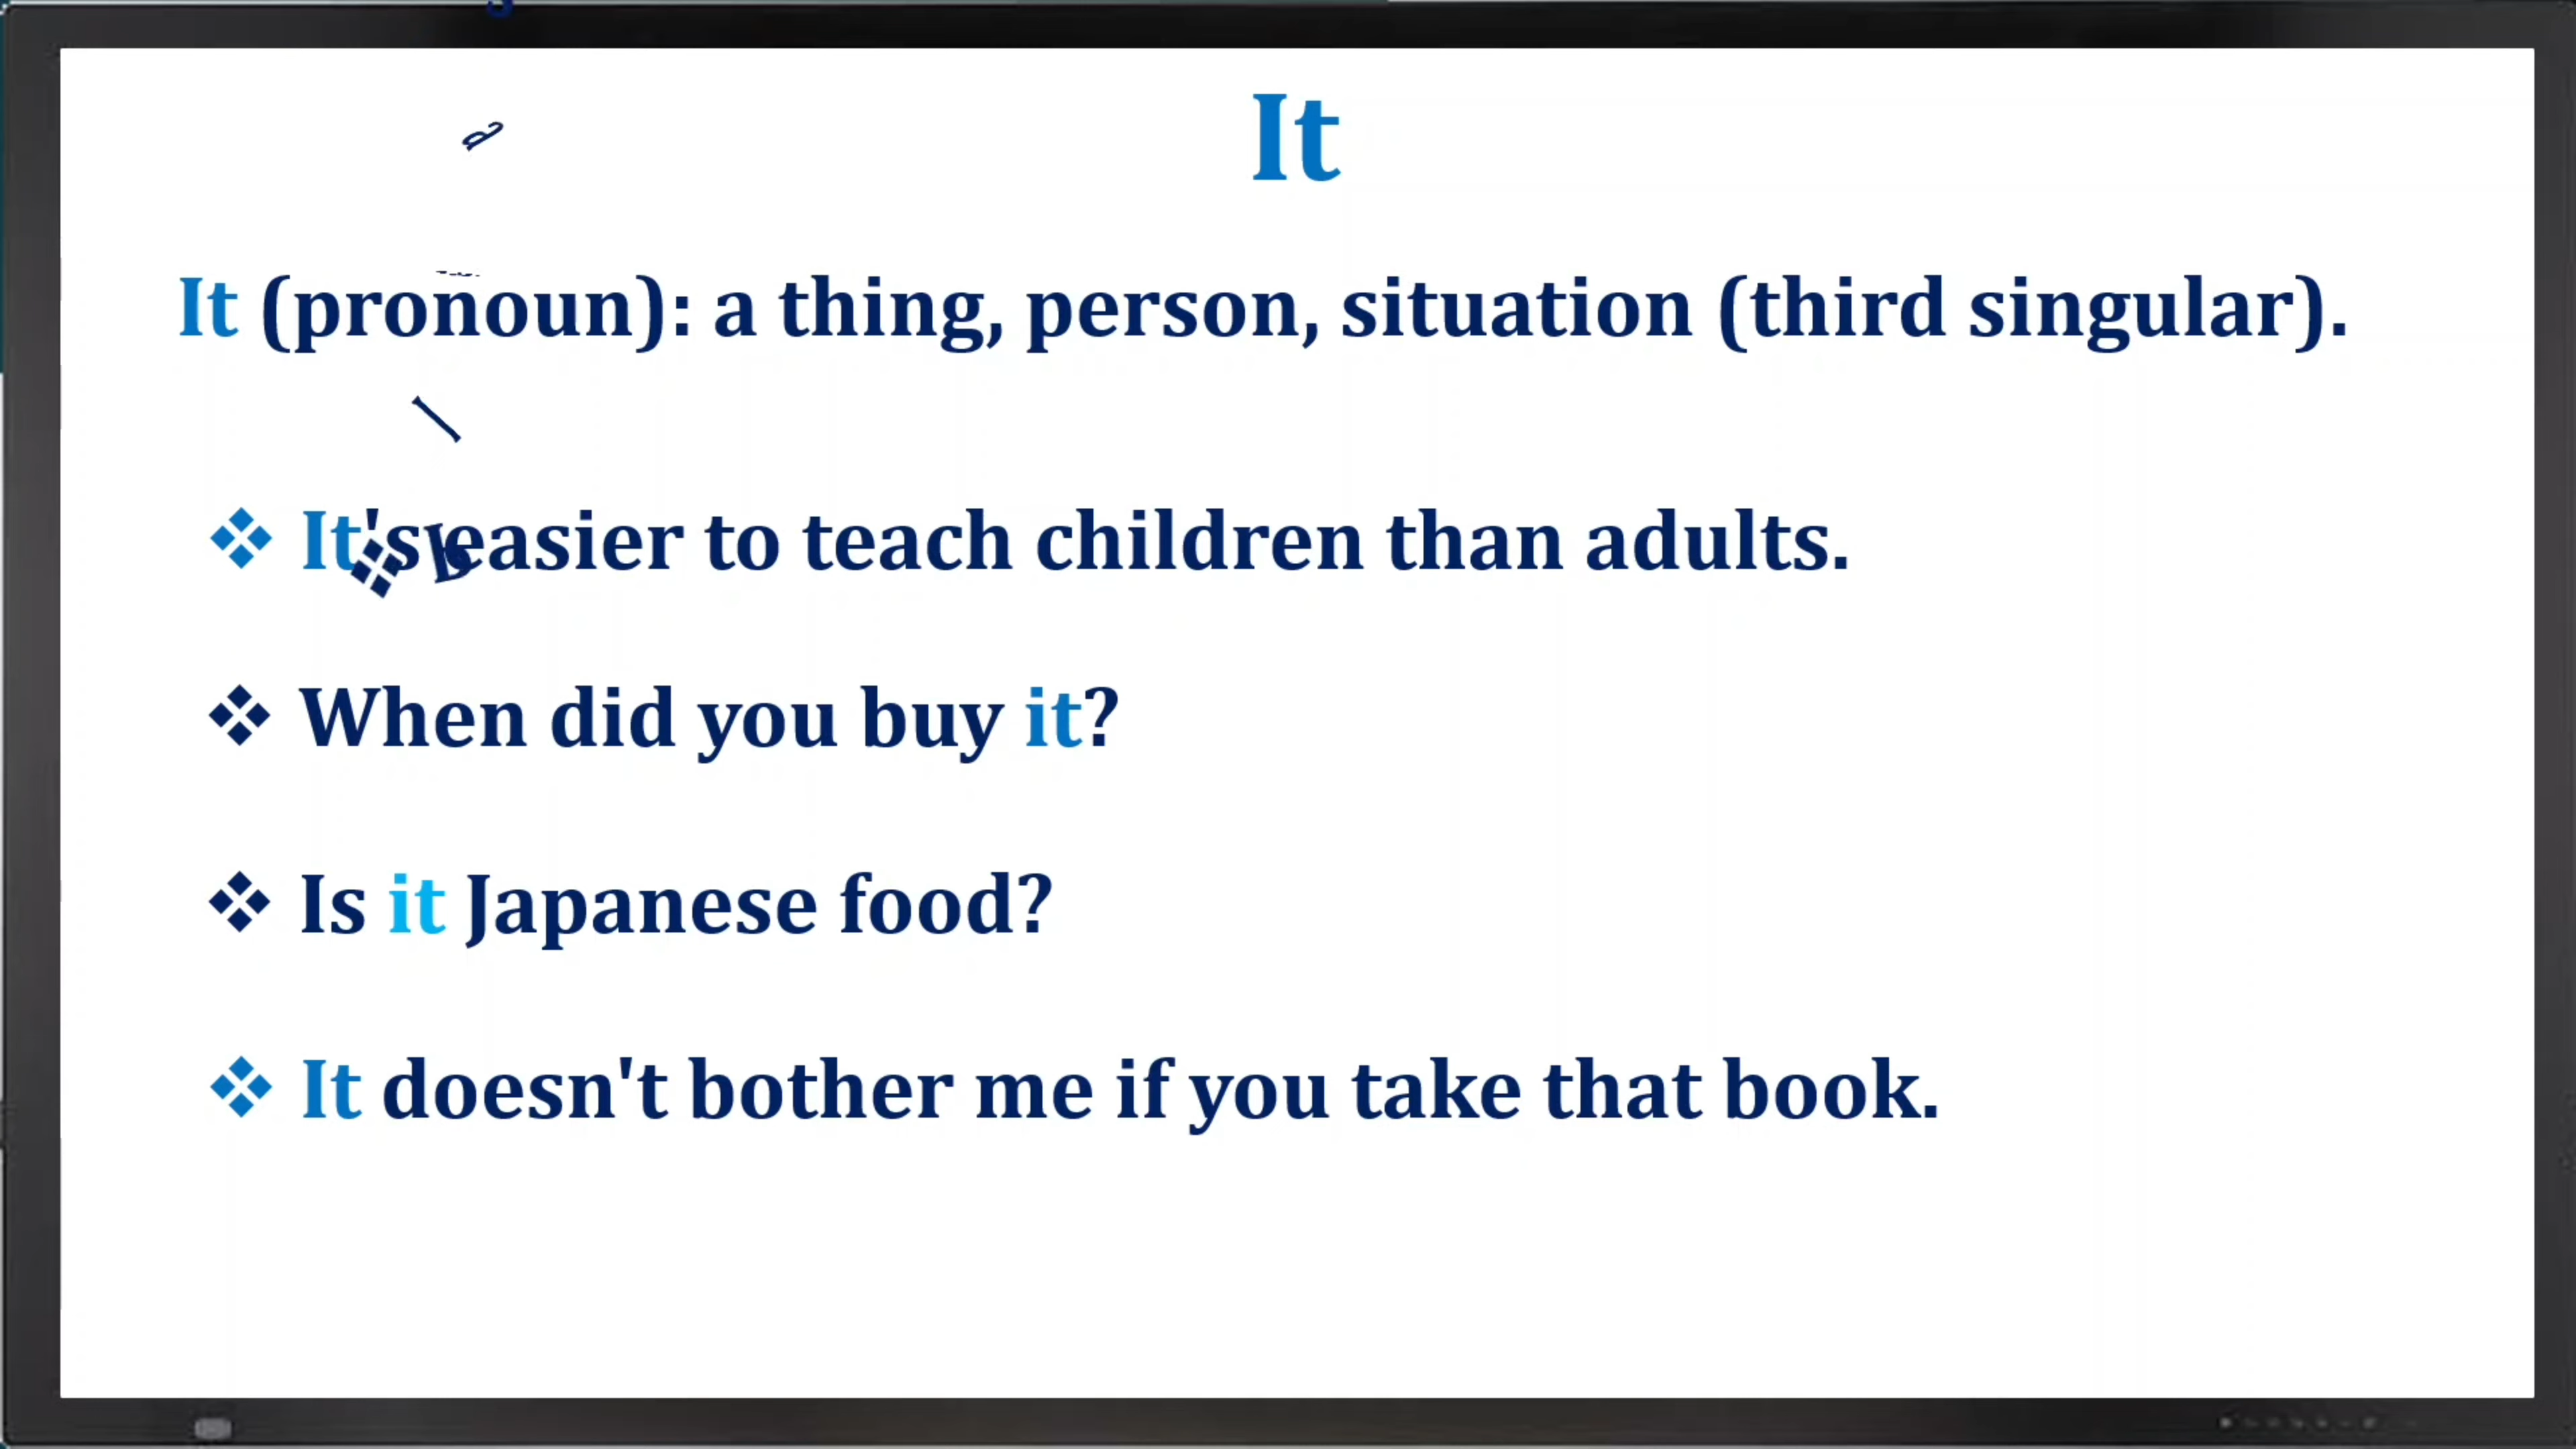 It
It (pronoun): a thing, person, situation (third singular).
❖ It's easier to teach children than adults.
❖ When did you buy it?
❖ Is it Japanese food?
❖ It doesn't bother me if you take that book.